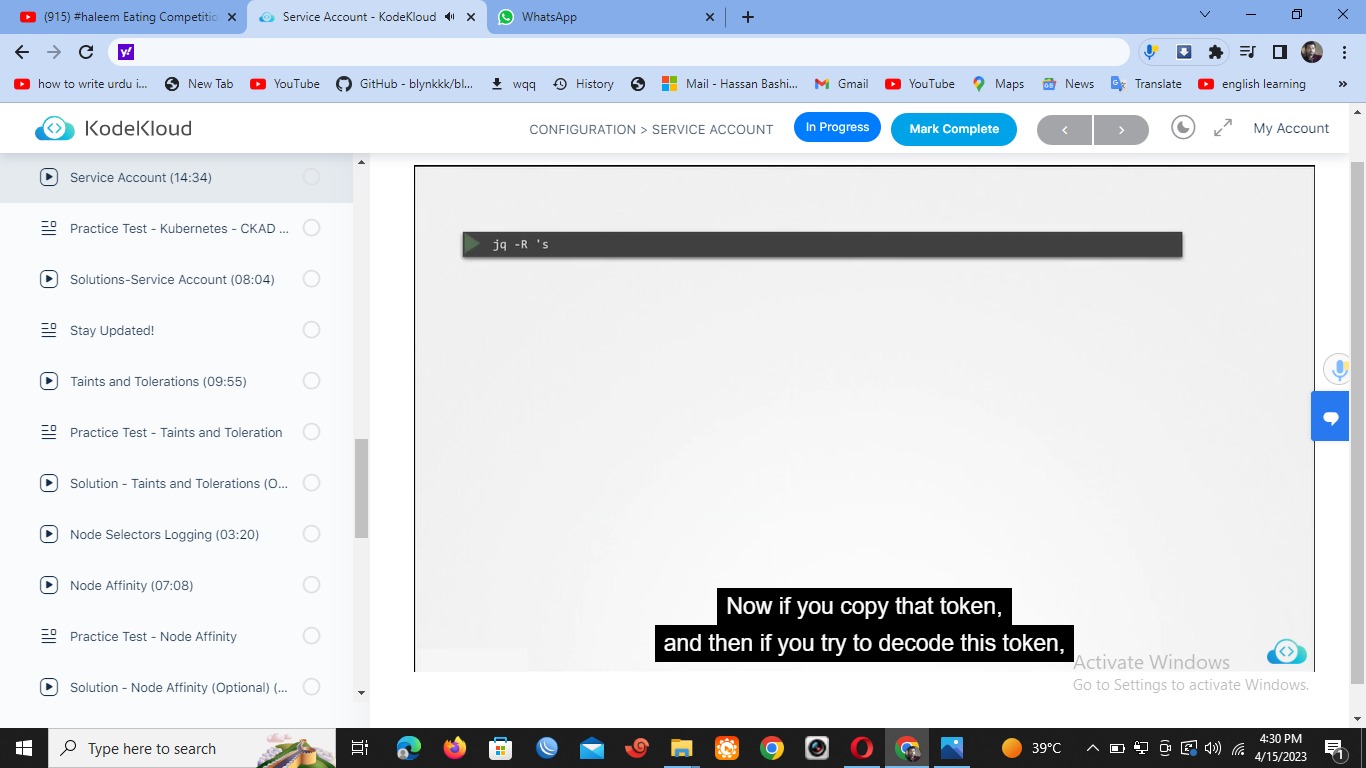 (915) #haleem Eating Competitio
Service Account - KodeKloud
WhatsApp
y!
how to write urdu i...
New Tab
YouTube
GitHub - blynkkk/bl...
wqq
History
Mail - Hassan Bashi...
Gmail
YouTube
Maps
News
Translate
english learning
»
KodeKloud
CONFIGURATION > SERVICE ACCOUNT
In Progress
Mark Complete
My Account
Service Account (14:34)
Practice Test - Kubernetes - CKAD ...
Solutions-Service Account (08:04)
Stay Updated!
Taints and Tolerations (09:55)
Practice Test - Taints and Toleration
Solution - Taints and Tolerations (O...
Node Selectors Logging (03:20)
Node Affinity (07:08)
Practice Test - Node Affinity
Solution - Node Affinity (Optional) (...
jq -R 's
Now if you copy that token,
and then if you try to decode this token,
Activate Windows
Go to Settings to activate Windows.
Type here to search
39°C
4:30 PM
4/15/2023
1